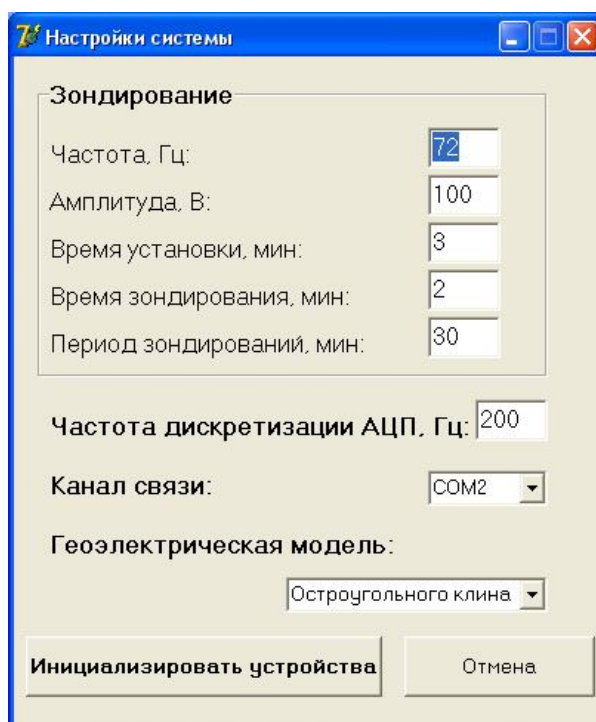 Настройки системы
Зондирование
Частота, Гц: 72
Амплитуда, В: 100
Время установки, мин: 3
Время зондирования, мин: 2
Период зондирований, мин: 30
Частота дискретизации АЦП, Гц: 200
Канал связи: COM2
Геоэлектрическая модель:
Остроугольного клина
Инициализировать устройства Отмена